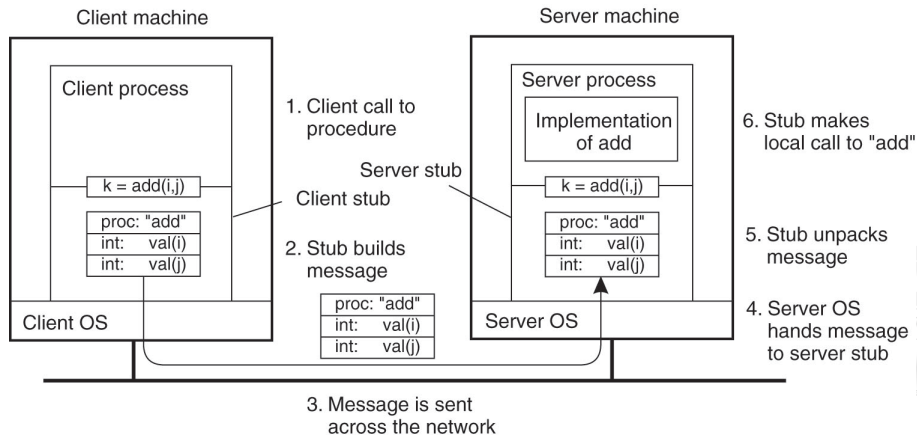 Client machine
Server machine
Client process
Server process
1. Client call to
procedure
Implementation
of add
6. Stub makes
local call to "add"
Server stub
k = add(i,j)
k = add(i,j)
Client stub
proc: "add"
int: val(i)
int: val(j)
2. Stub builds
message
proc: "add"
int: val(i)
int: val(j)
5. Stub unpacks
message
proc: "add"
int: val(i)
int: val(j)
Client OS
Server OS
4. Server OS
hands message
to server stub
3. Message is sent
across the network